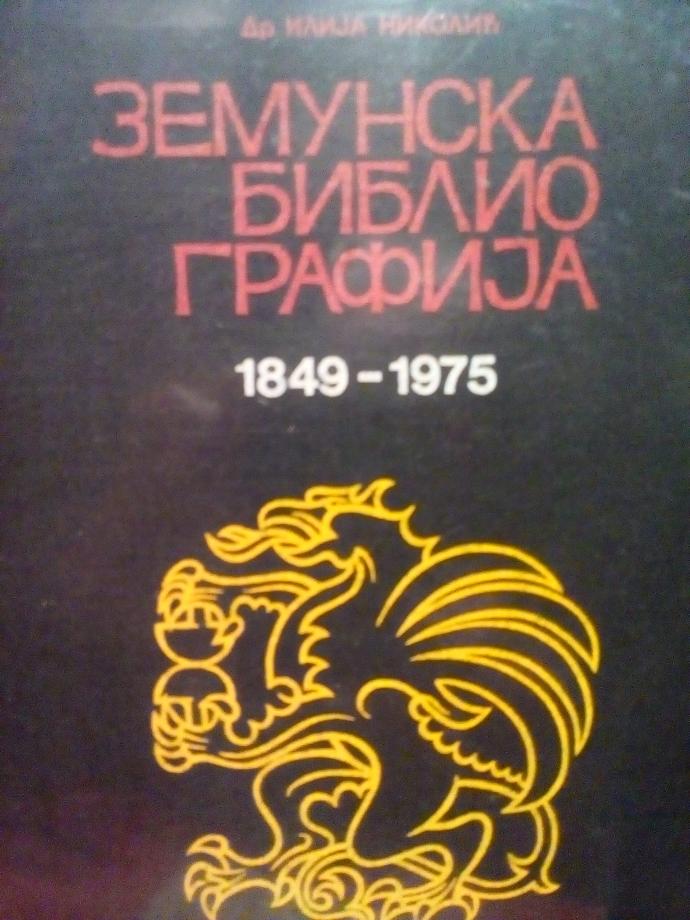 Др ИЛИЈА НИКОЛИЋ
ЗЕМУНСКА
БИБЛИО
ГРАФИЈА
1849-1975